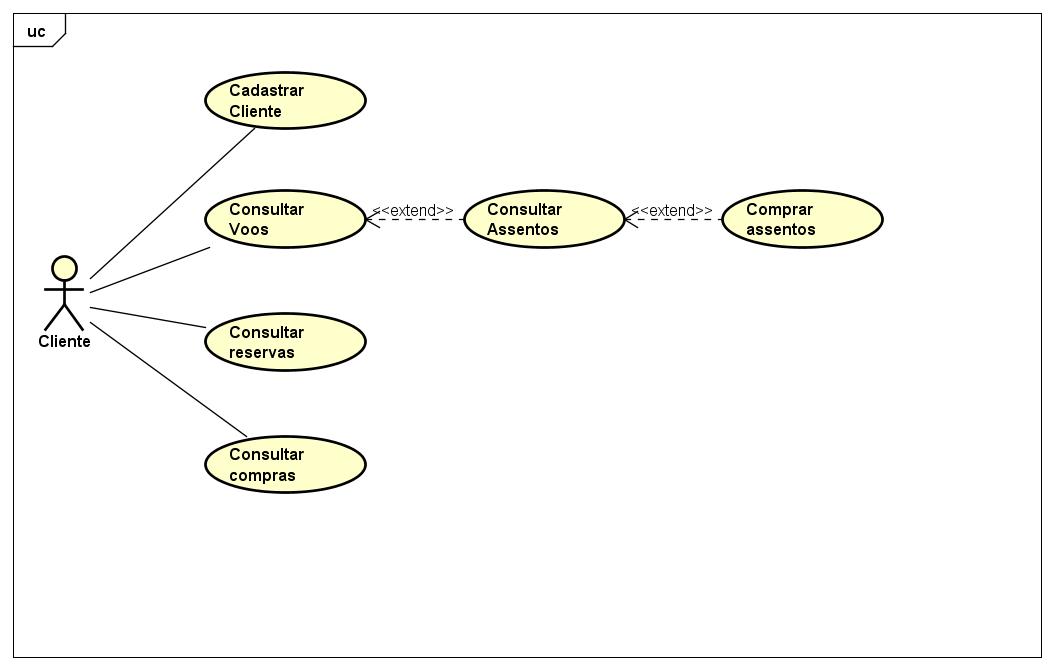 uc
Cadastrar
Cliente
Consultar
Voos
<<extend>>
Consultar
Assentos
<<extend>>
Comprar
assentos
Cliente
Consultar
reservas
Consultar
compras